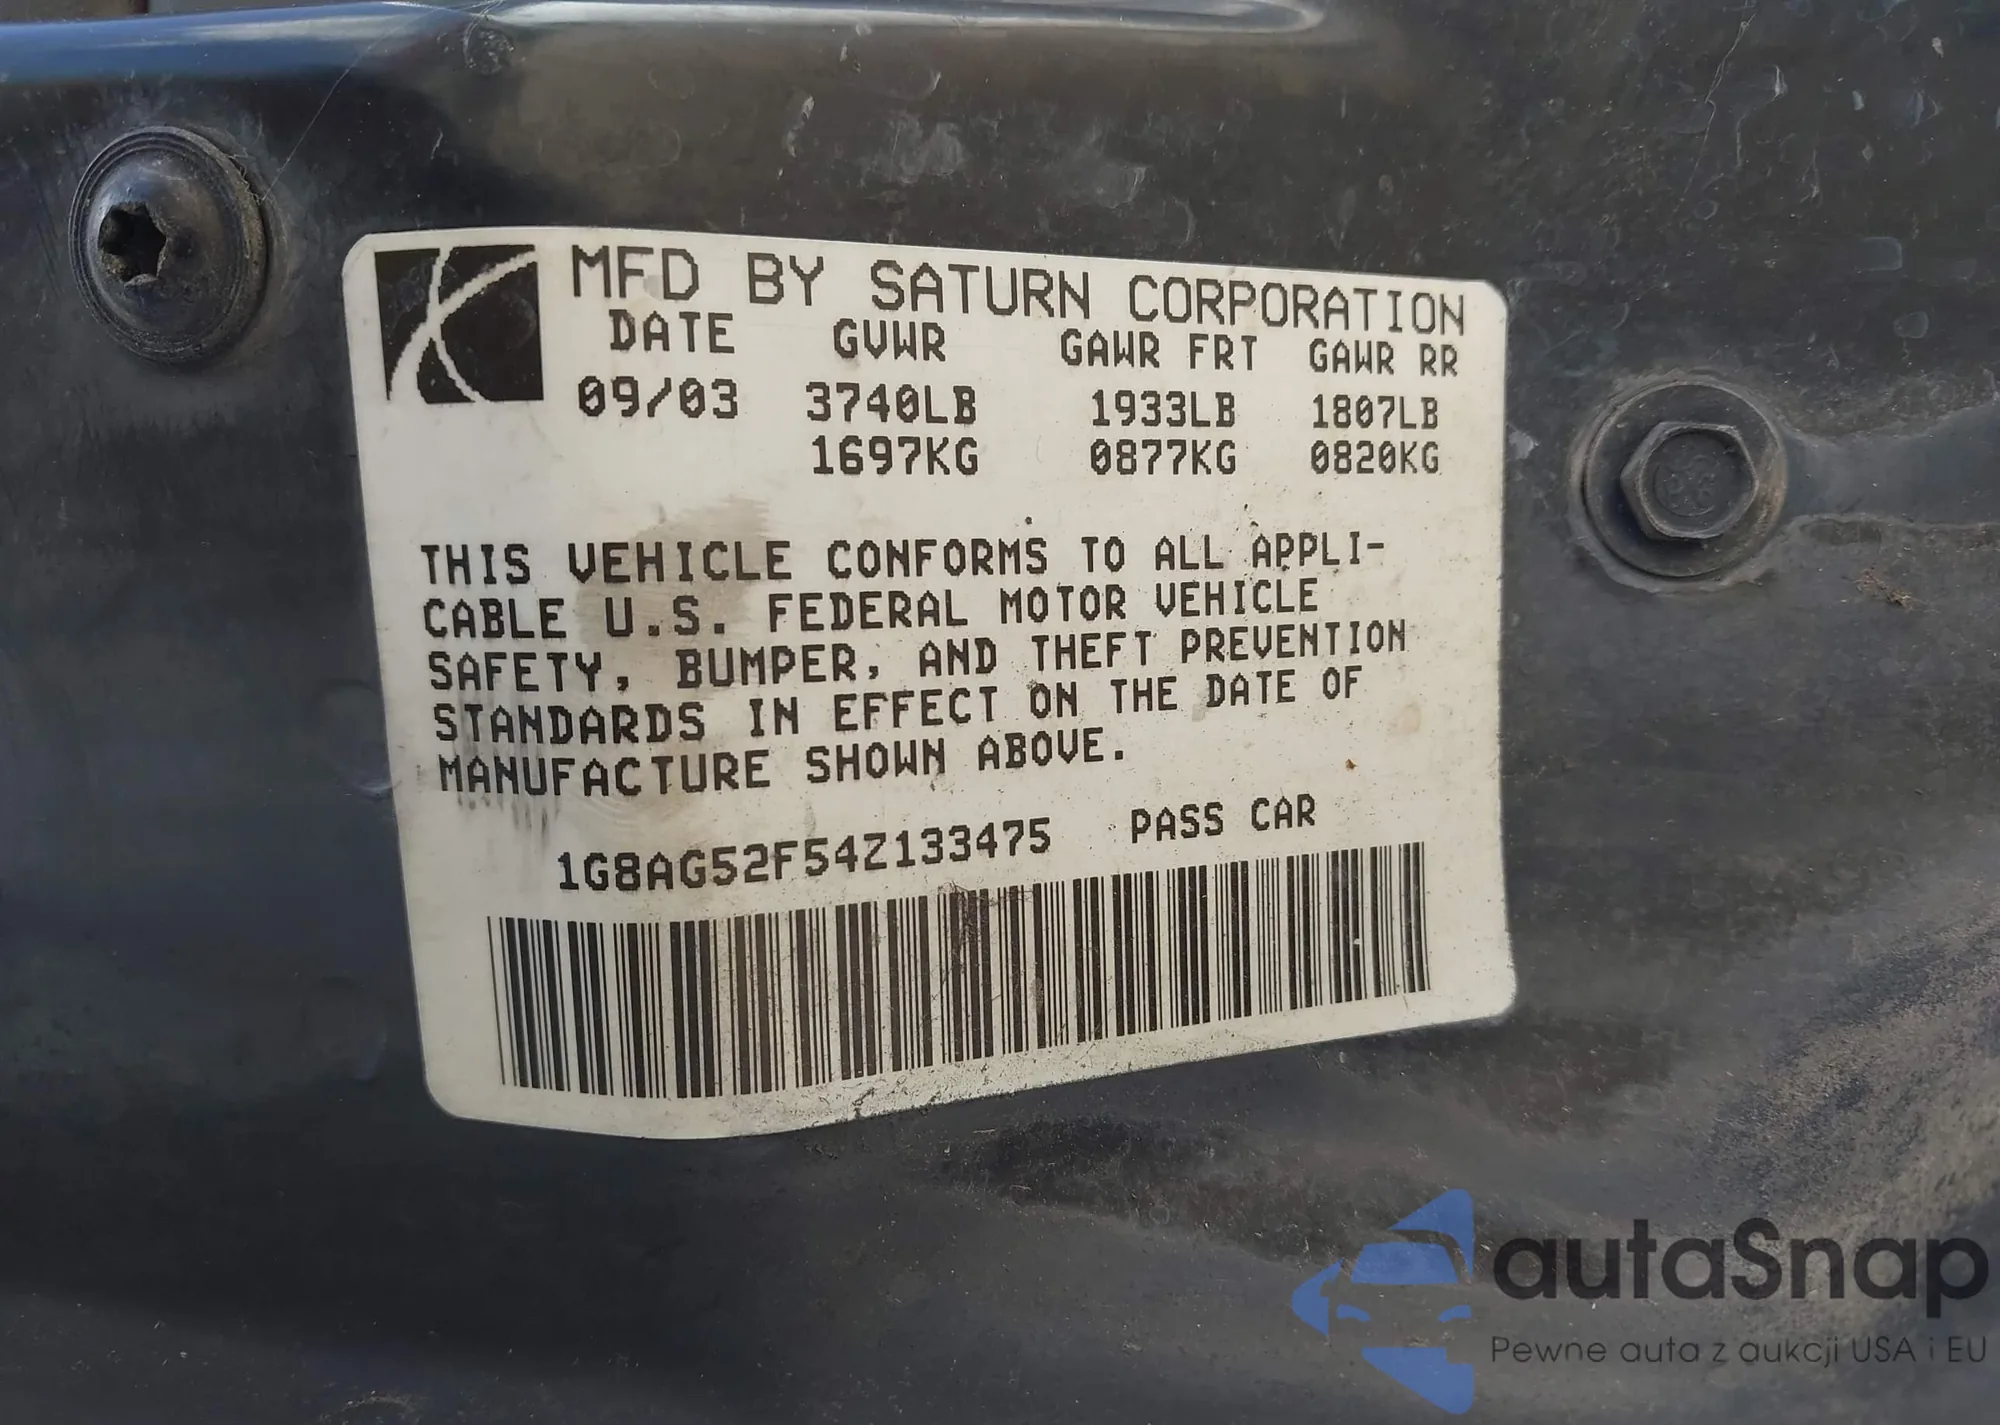 MFD BY SATURN CORPORATION
DATE GVWR GAWR FRT GAWR RR
09/03 3740LB 1933LB 1807LB
1697KG 0877KG 0820KG
THIS VEHICLE CONFORMS TO ALL APPLI-
CABLE U.S. FEDERAL MOTOR VEHICLE
SAFETY, BUMPER, AND THEFT PREVENTION
STANDARDS IN EFFECT ON THE DATE OF
MANUFACTURE SHOWN ABOVE.
1G8AG52F54Z133475 PASS CAR
autaSnap
Pewne auta z aukcji USA i EU